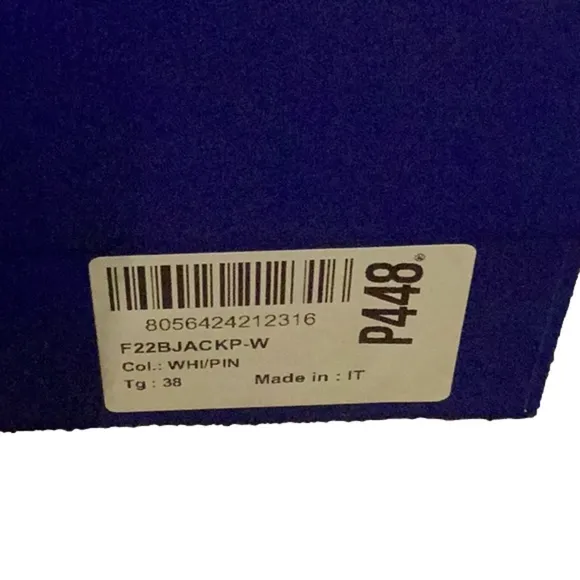 8056424212316
F22BJACKP-W
Col.: WHI/PIN
Tg : 38 Made in : IT
P448®